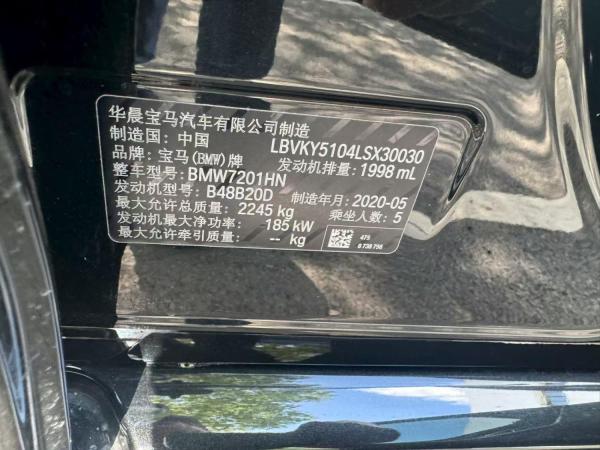 华晨宝马汽车有限公司制造
制造国: 中国 LBVKY5104LSX30030
品牌: 宝马(BMW)牌 发动机排量: 1998 mL
整车型号: BMW7201HN
发动机型号: B48B20D 制造年月: 2020-05
最大允许总质量: 2245 kg 乘坐人数: 5
发动机最大净功率: 185 kW
最大允许牵引质量: -- kg
475
8 738 798